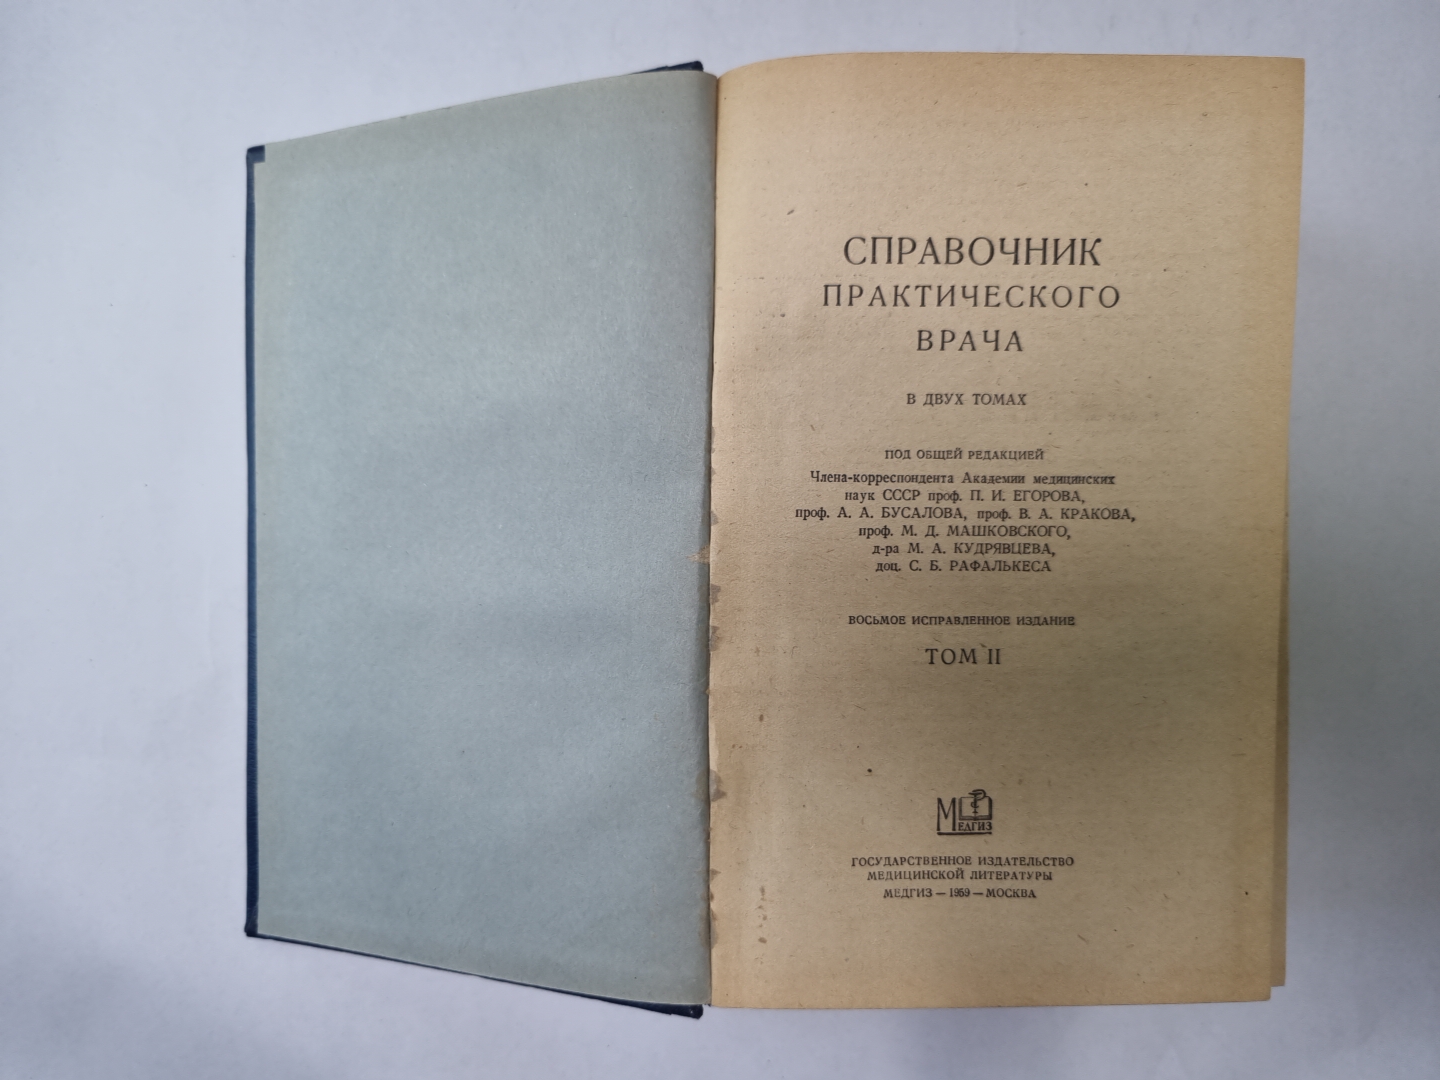 СПРАВОЧНИК
ПРАКТИЧЕСКОГО
ВРАЧА
В ДВУХ ТОМАХ
ПОД ОБЩЕЙ РЕДАКЦИЕЙ
Члена-корреспондента Академии медицинских
наук СССР проф. П. И. ЕГОРОВА,
проф. А. А. БУСАЛОВА, проф. В. А. КРАКОВА,
проф. М. Д. МАШКОВСКОГО,
д-ра М. А. КУДРЯВЦЕВА,
доц. С. Б. РАФАЛЬКЕСА
ВОСЬМОЕ ИСПРАВЛЕННОЕ ИЗДАНИЕ
ТОМ II
МЕДГИЗ
ГОСУДАРСТВЕННОЕ ИЗДАТЕЛЬСТВО
МЕДИЦИНСКОЙ ЛИТЕРАТУРЫ
МЕДГИЗ — 1959 — МОСКВА